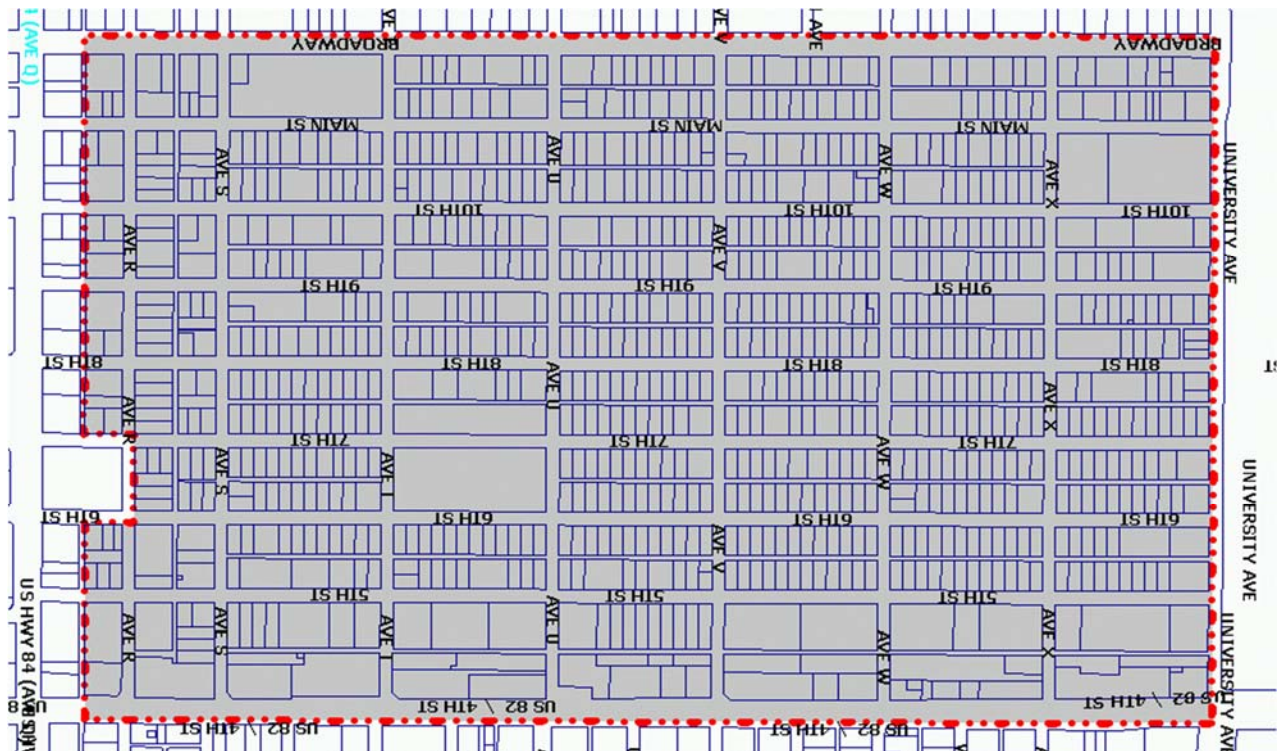 (AVE Q)
AVE V
AVE
BROADWAY
BROADWAY
MAIN ST
MAIN ST
MAIN ST
AVE S
AVE U
AVE W
AVE X
UNIVERSITY AVE
10TH ST
10TH ST
10TH ST
AVE R
AVE V
9TH ST
9TH ST
9TH ST
8TH ST
8TH ST
8TH ST
8TH ST
ST
AVE R
AVE U
AVE X
7TH ST
7TH ST
7TH ST
AVE S
AVE T
AVE W
UNIVERSITY AVE
6TH ST
6TH ST
6TH ST
6TH ST
AVE V
5TH ST
5TH ST
5TH ST
US HWY 84
AVE R
AVE S
AVE T
AVE U
AVE W
AVE X
UNIVERSITY AVE
US 82 / 4TH ST
US 82 / 4TH ST
US 82 / 4TH ST
US 82 / 4TH ST